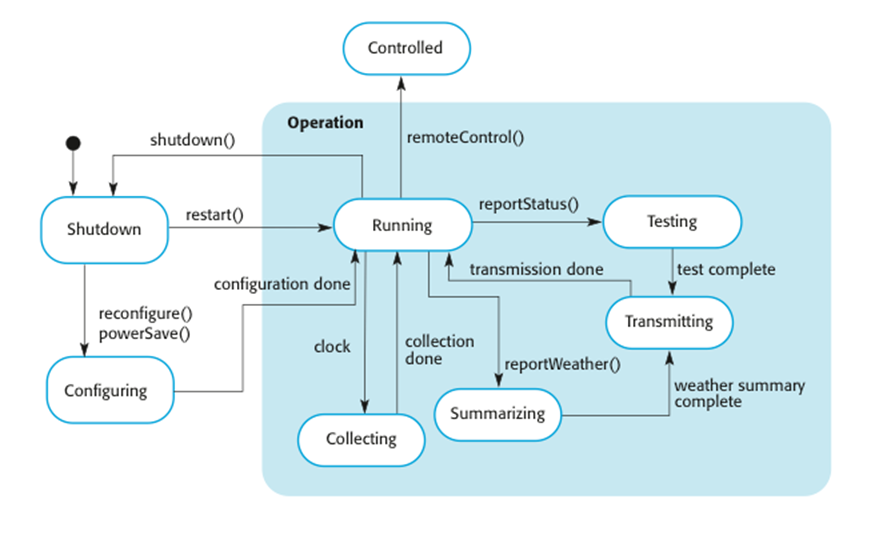 Controlled
Operation
shutdown()
remoteControl()
restart()
reportStatus()
Shutdown
Running
Testing
configuration done
transmission done
test complete
reconfigure()
powerSave()
Transmitting
clock
collection
done
reportWeather()
weather summary
complete
Configuring
Collecting
Summarizing